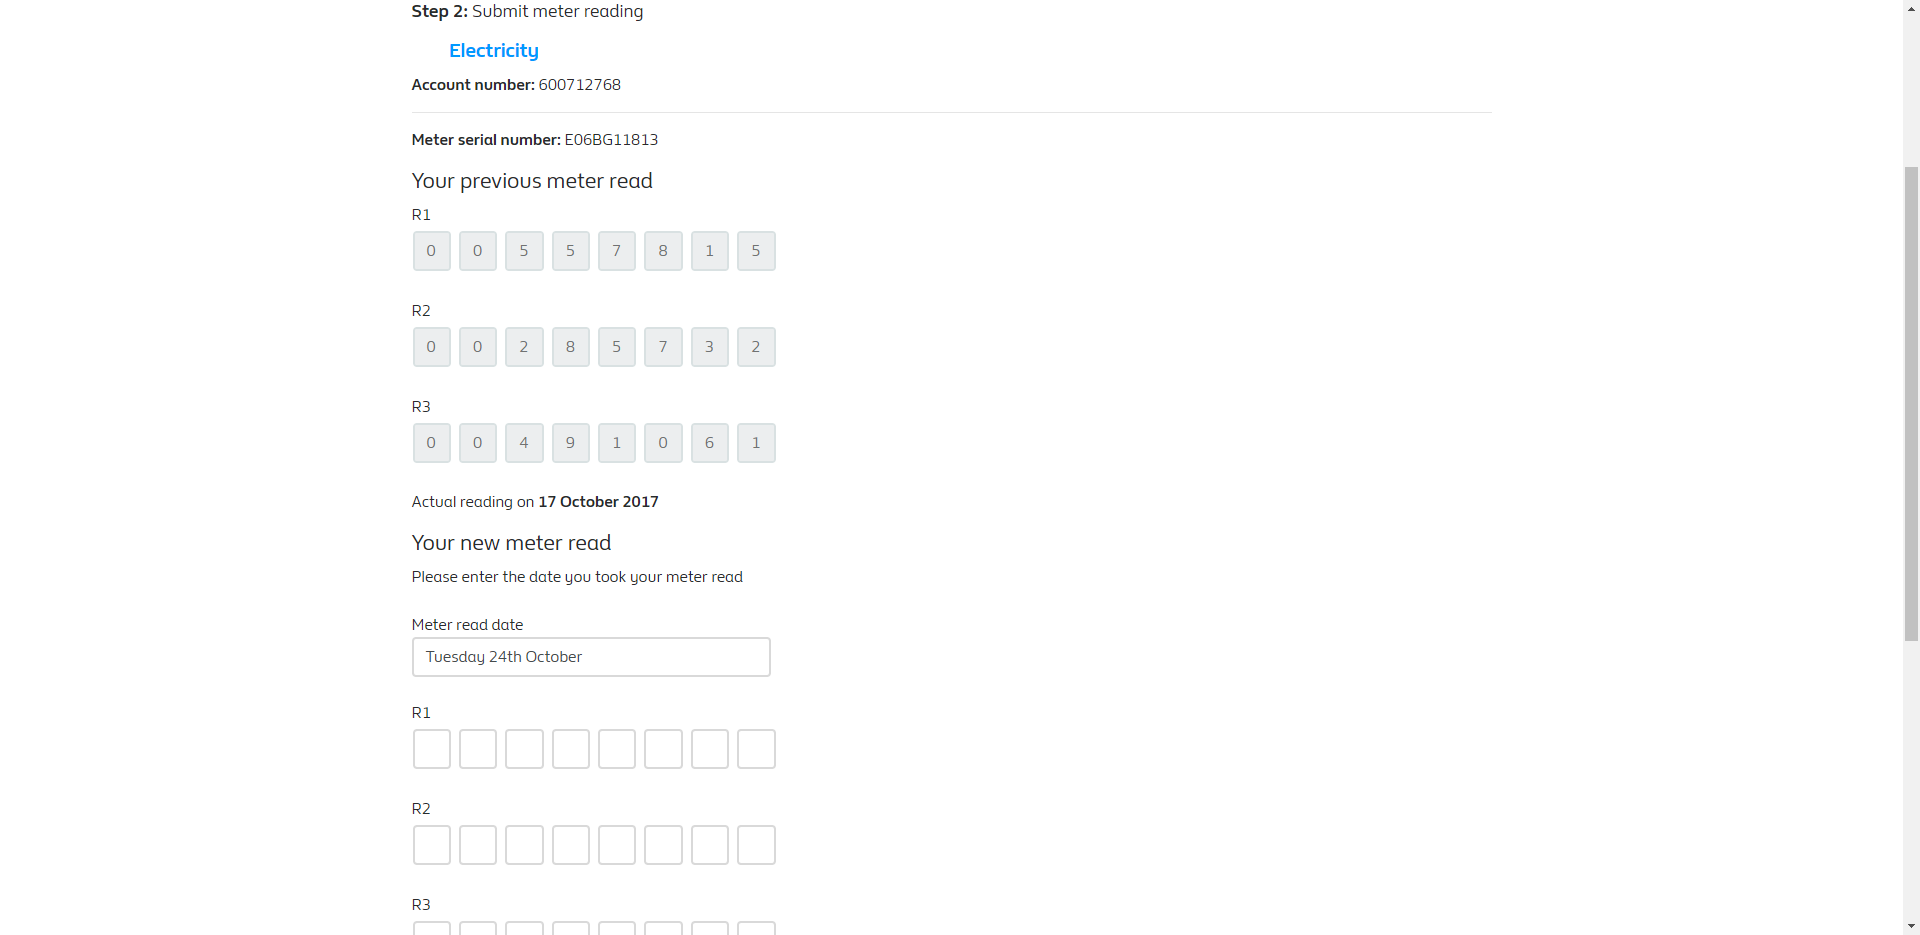 Step 2: Submit meter reading
Electricity
Account number: 600712768
Meter serial number: E06BG11813
Your previous meter read
R1
0 0 5 5 7 8 1 5
R2
0 0 2 8 5 7 3 2
R3
0 0 4 9 1 0 6 1
Actual reading on 17 October 2017
Your new meter read
Please enter the date you took your meter read
Meter read date
Tuesday 24th October
R1
R2
R3